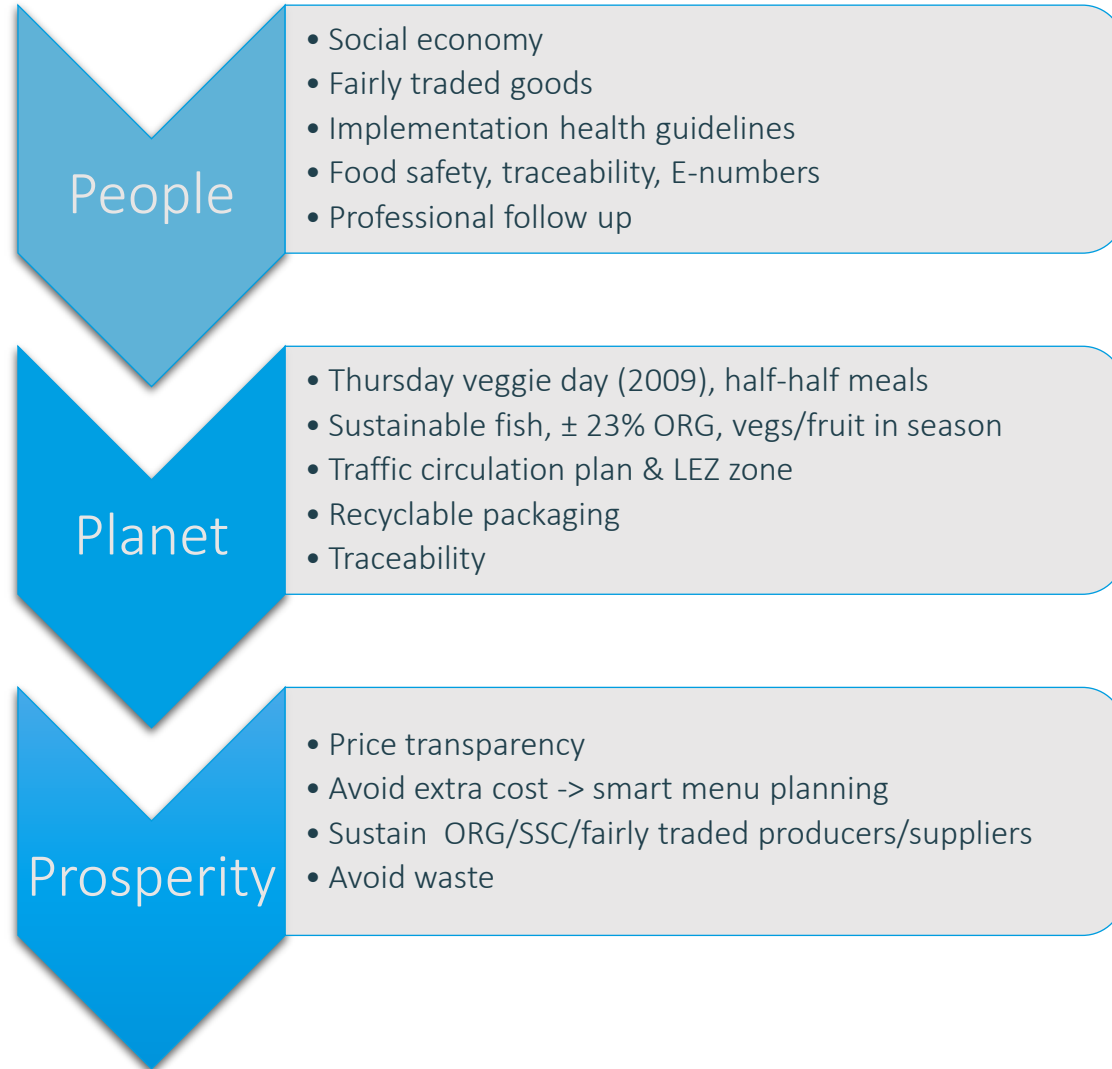 People
• Social economy
• Fairly traded goods
• Implementation health guidelines
• Food safety, traceability, E-numbers
• Professional follow up
Planet
• Thursday veggie day (2009), half-half meals
• Sustainable fish, ± 23% ORG, vegs/fruit in season
• Traffic circulation plan & LEZ zone
• Recyclable packaging
• Traceability
Prosperity
• Price transparency
• Avoid extra cost -> smart menu planning
• Sustain  ORG/SSC/fairly traded producers/suppliers
• Avoid waste